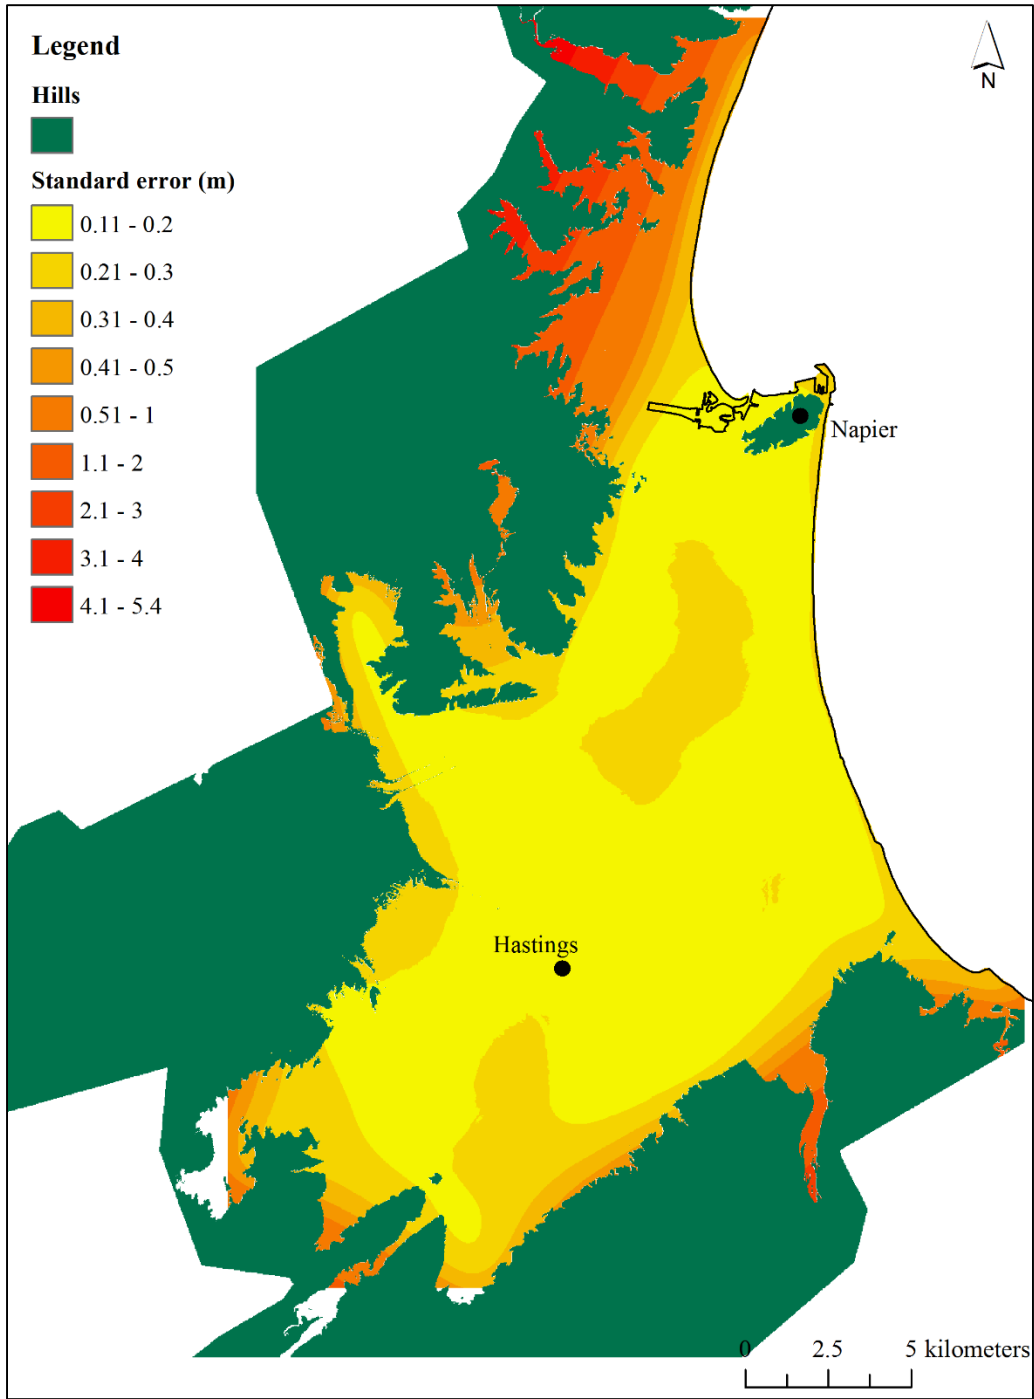 Legend
Hills
Standard error (m)
0.11 - 0.2
0.21 - 0.3
0.31 - 0.4
0.41 - 0.5
0.51 - 1
1.1 - 2
2.1 - 3
3.1 - 4
4.1 - 5.4
N
Napier
Hastings
0 2.5 5 kilometers